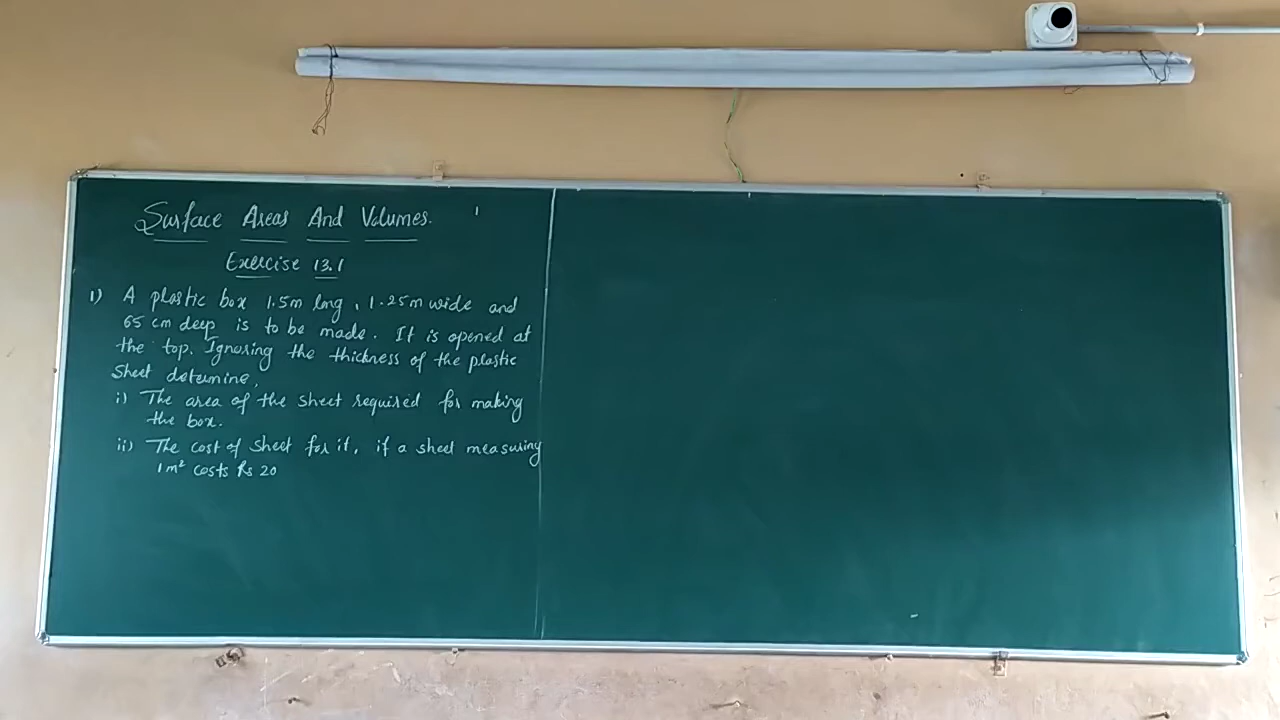 Surface Areas And Volumes.
Exercise 13.1
1) A plastic box 1.5m long, 1.25m wide and
65 cm deep is to be made. It is opened at
the top. Ignoring the thickness of the plastic
Sheet determine,
i) The area of the sheet required for making
the box.
ii) The cost of sheet for it, if a sheet measuring
1m² costs Rs 20